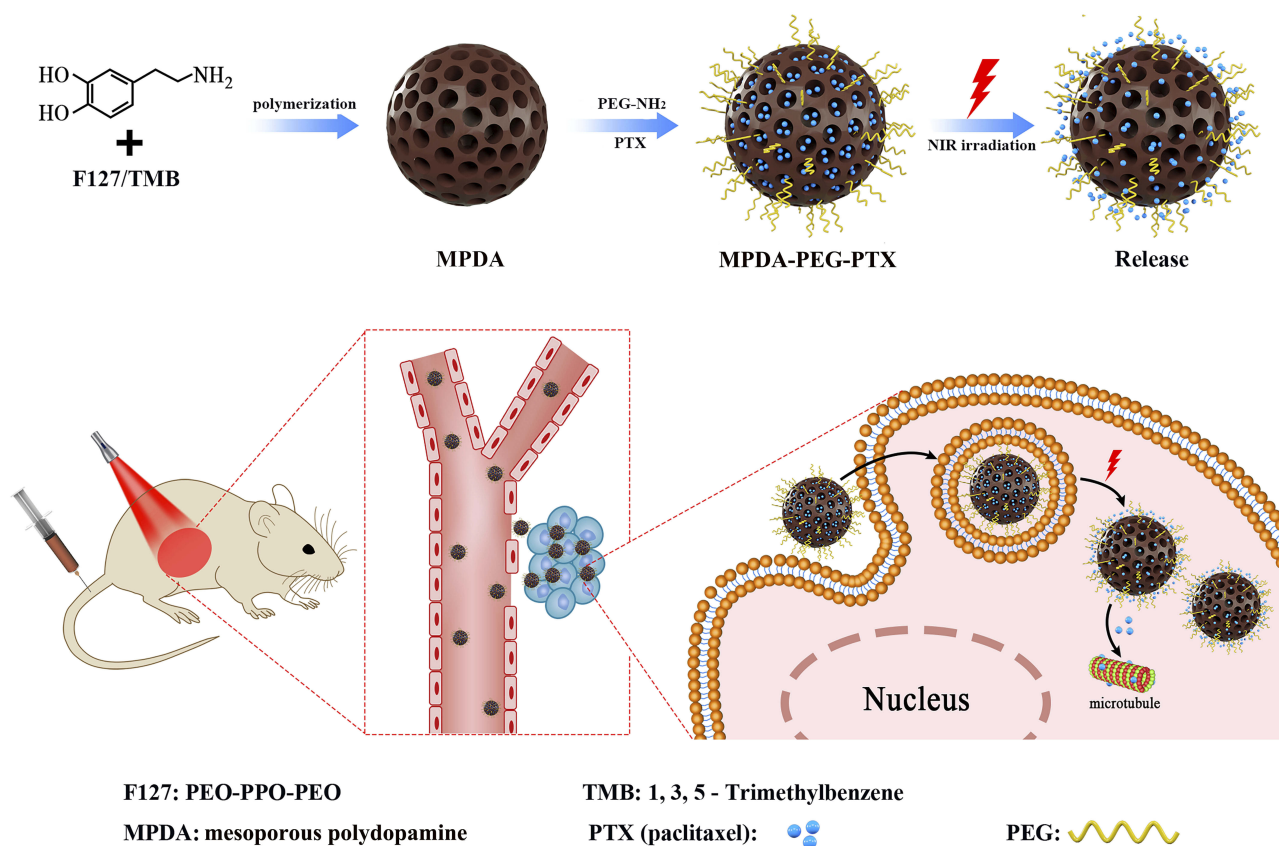 HO
NH2
HO
+
F127/TMB
polymerization
MPDA
PEG-NH2
PTX
MPDA-PEG-PTX
NIR irradiation
Release
Nucleus
microtubule
F127: PEO-PPO-PEO
TMB: 1, 3, 5 - Trimethylbenzene
MPDA: mesoporous polydopamine
PTX (paclitaxel):
PEG: